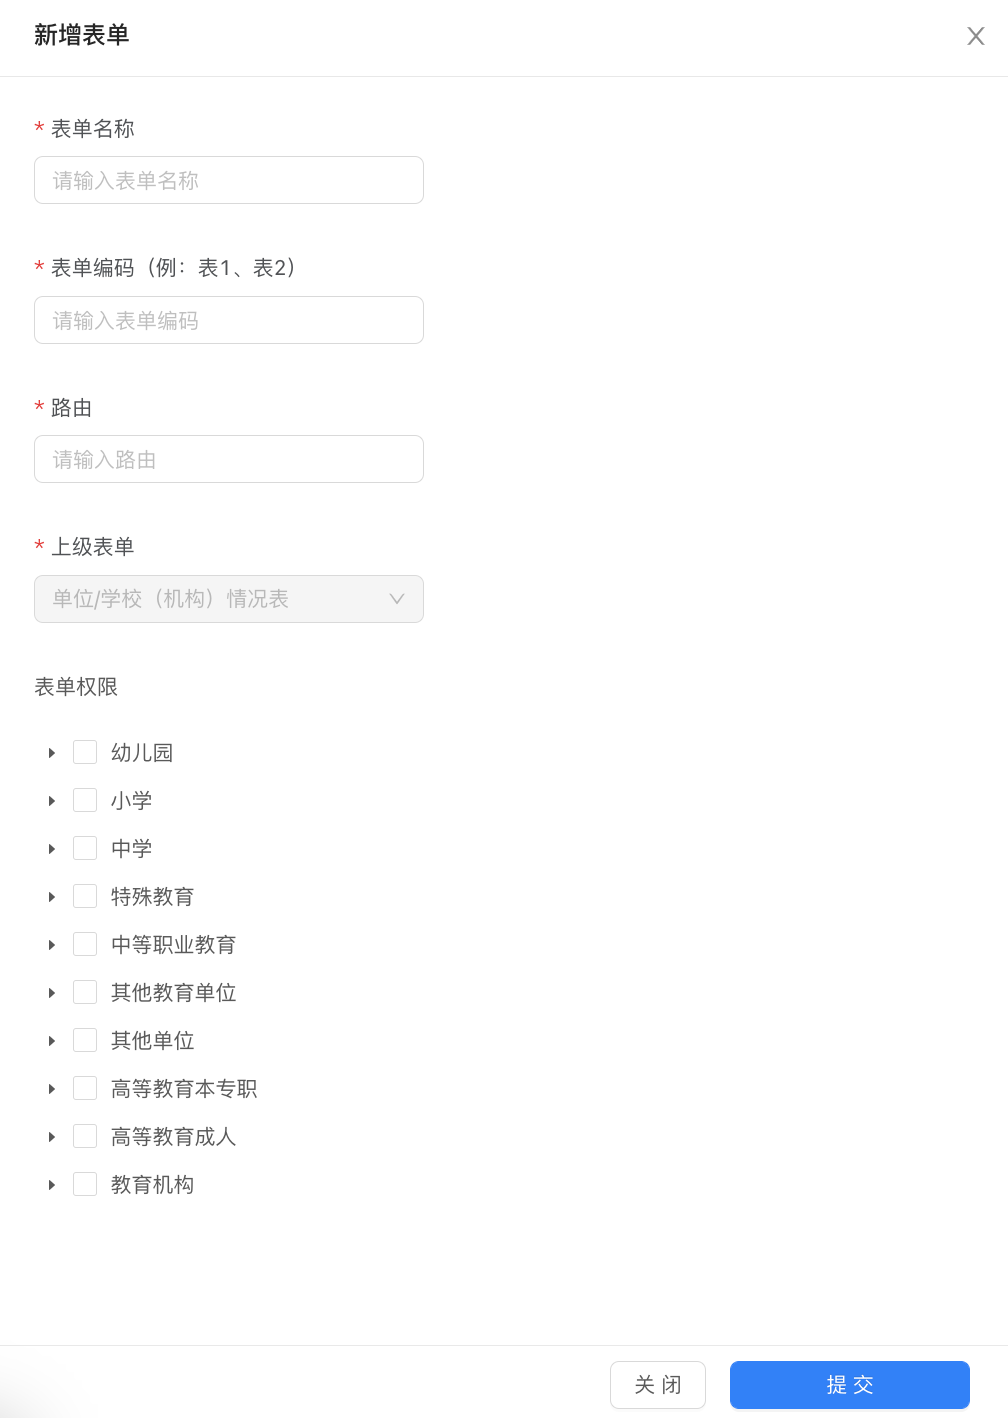 新增表单
* 表单名称
请输入表单名称
* 表单编码（例：表1、表2）
请输入表单编码
* 路由
请输入路由
* 上级表单
单位/学校（机构）情况表
表单权限
幼儿园
小学
中学
特殊教育
中等职业教育
其他教育单位
其他单位
高等教育本专职
高等教育成人
教育机构
关 闭
提 交